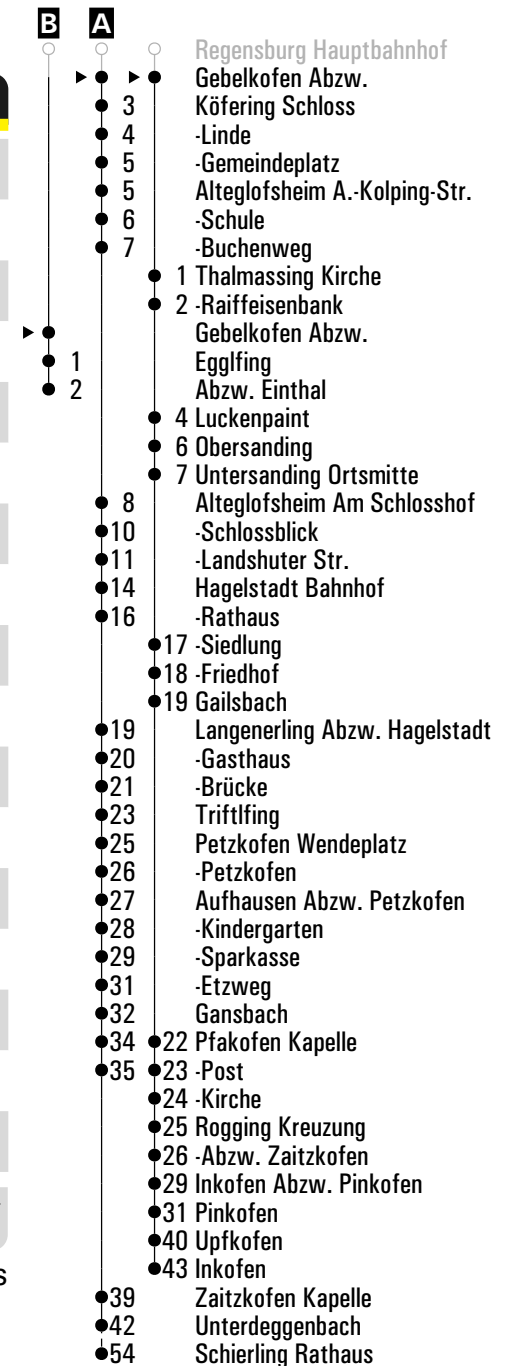 B A
Regensburg Hauptbahnhof
Gebelkofen Abzw.
3 Köfering Schloss
4 -Linde
5 -Gemeindeplatz
5 Alteglofsheim A.-Kolping-Str.
6 -Schule
7 -Buchenweg
1 Thalmassing Kirche
2 -Raiffeisenbank
Gebelkofen Abzw.
1 Egglfing
2 Abzw. Einthal
4 Luckenpaint
6 Obersanding
7 Untersanding Ortsmitte
8 Alteglofsheim Am Schlosshof
10 -Schlossblick
11 -Landshuter Str.
14 Hagelstadt Bahnhof
16 -Rathaus
17 -Siedlung
18 -Friedhof
19 Gailsbach
19 Langenerling Abzw. Hagelstadt
20 -Gasthaus
21 -Brücke
23 Triftlfing
25 Petzkofen Wendeplatz
26 -Petzkofen
27 Aufhausen Abzw. Petzkofen
28 -Kindergarten
29 -Sparkasse
31 -Etzweg
32 Gansbach
34 22 Pfakofen Kapelle
35 23 -Post
24 -Kirche
25 Rogging Kreuzung
26 -Abzw. Zaitzkofen
29 Inkofen Abzw. Pinkofen
31 Pinkofen
40 Upfkofen
43 Inkofen
s
39 Zaitzkofen Kapelle
42 Unterdeggenbach
54 Schierling Rathaus